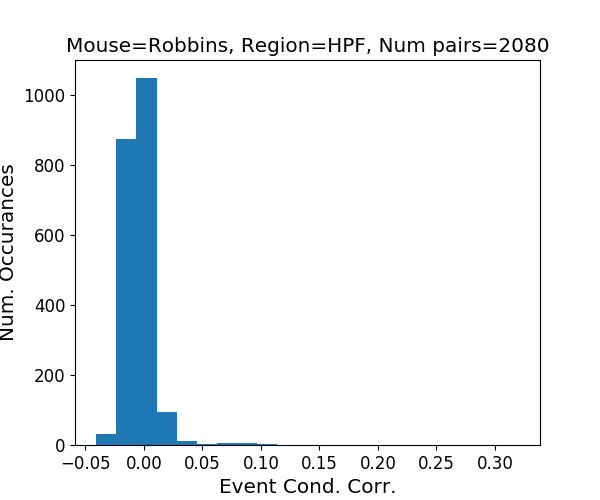 Mouse=Robbins, Region=HPF, Num pairs=2080
1000
800
600
400
200
0
Num. Occurances
−0.05 0.00 0.05 0.10 0.15 0.20 0.25 0.30
Event Cond. Corr.